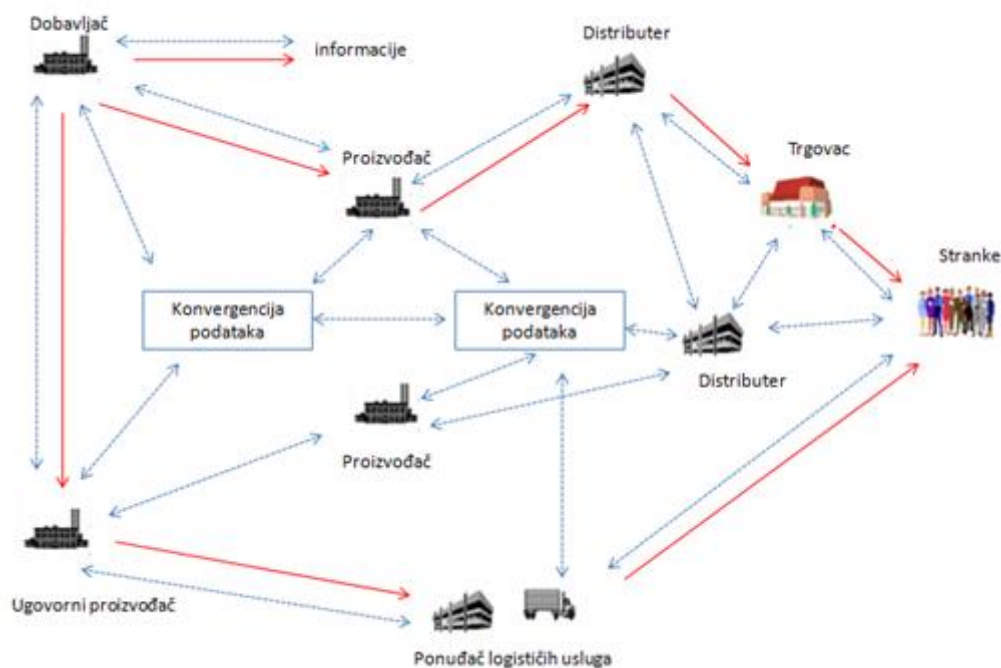 Dobavljač
informacije
Distributer
Proizvođač
Trgovac
Stranke
Konvergencija
podataka
Konvergencija
podataka
Distributer
Proizvođač
Ugovorni proizvođač
Ponuđač logističih usluga